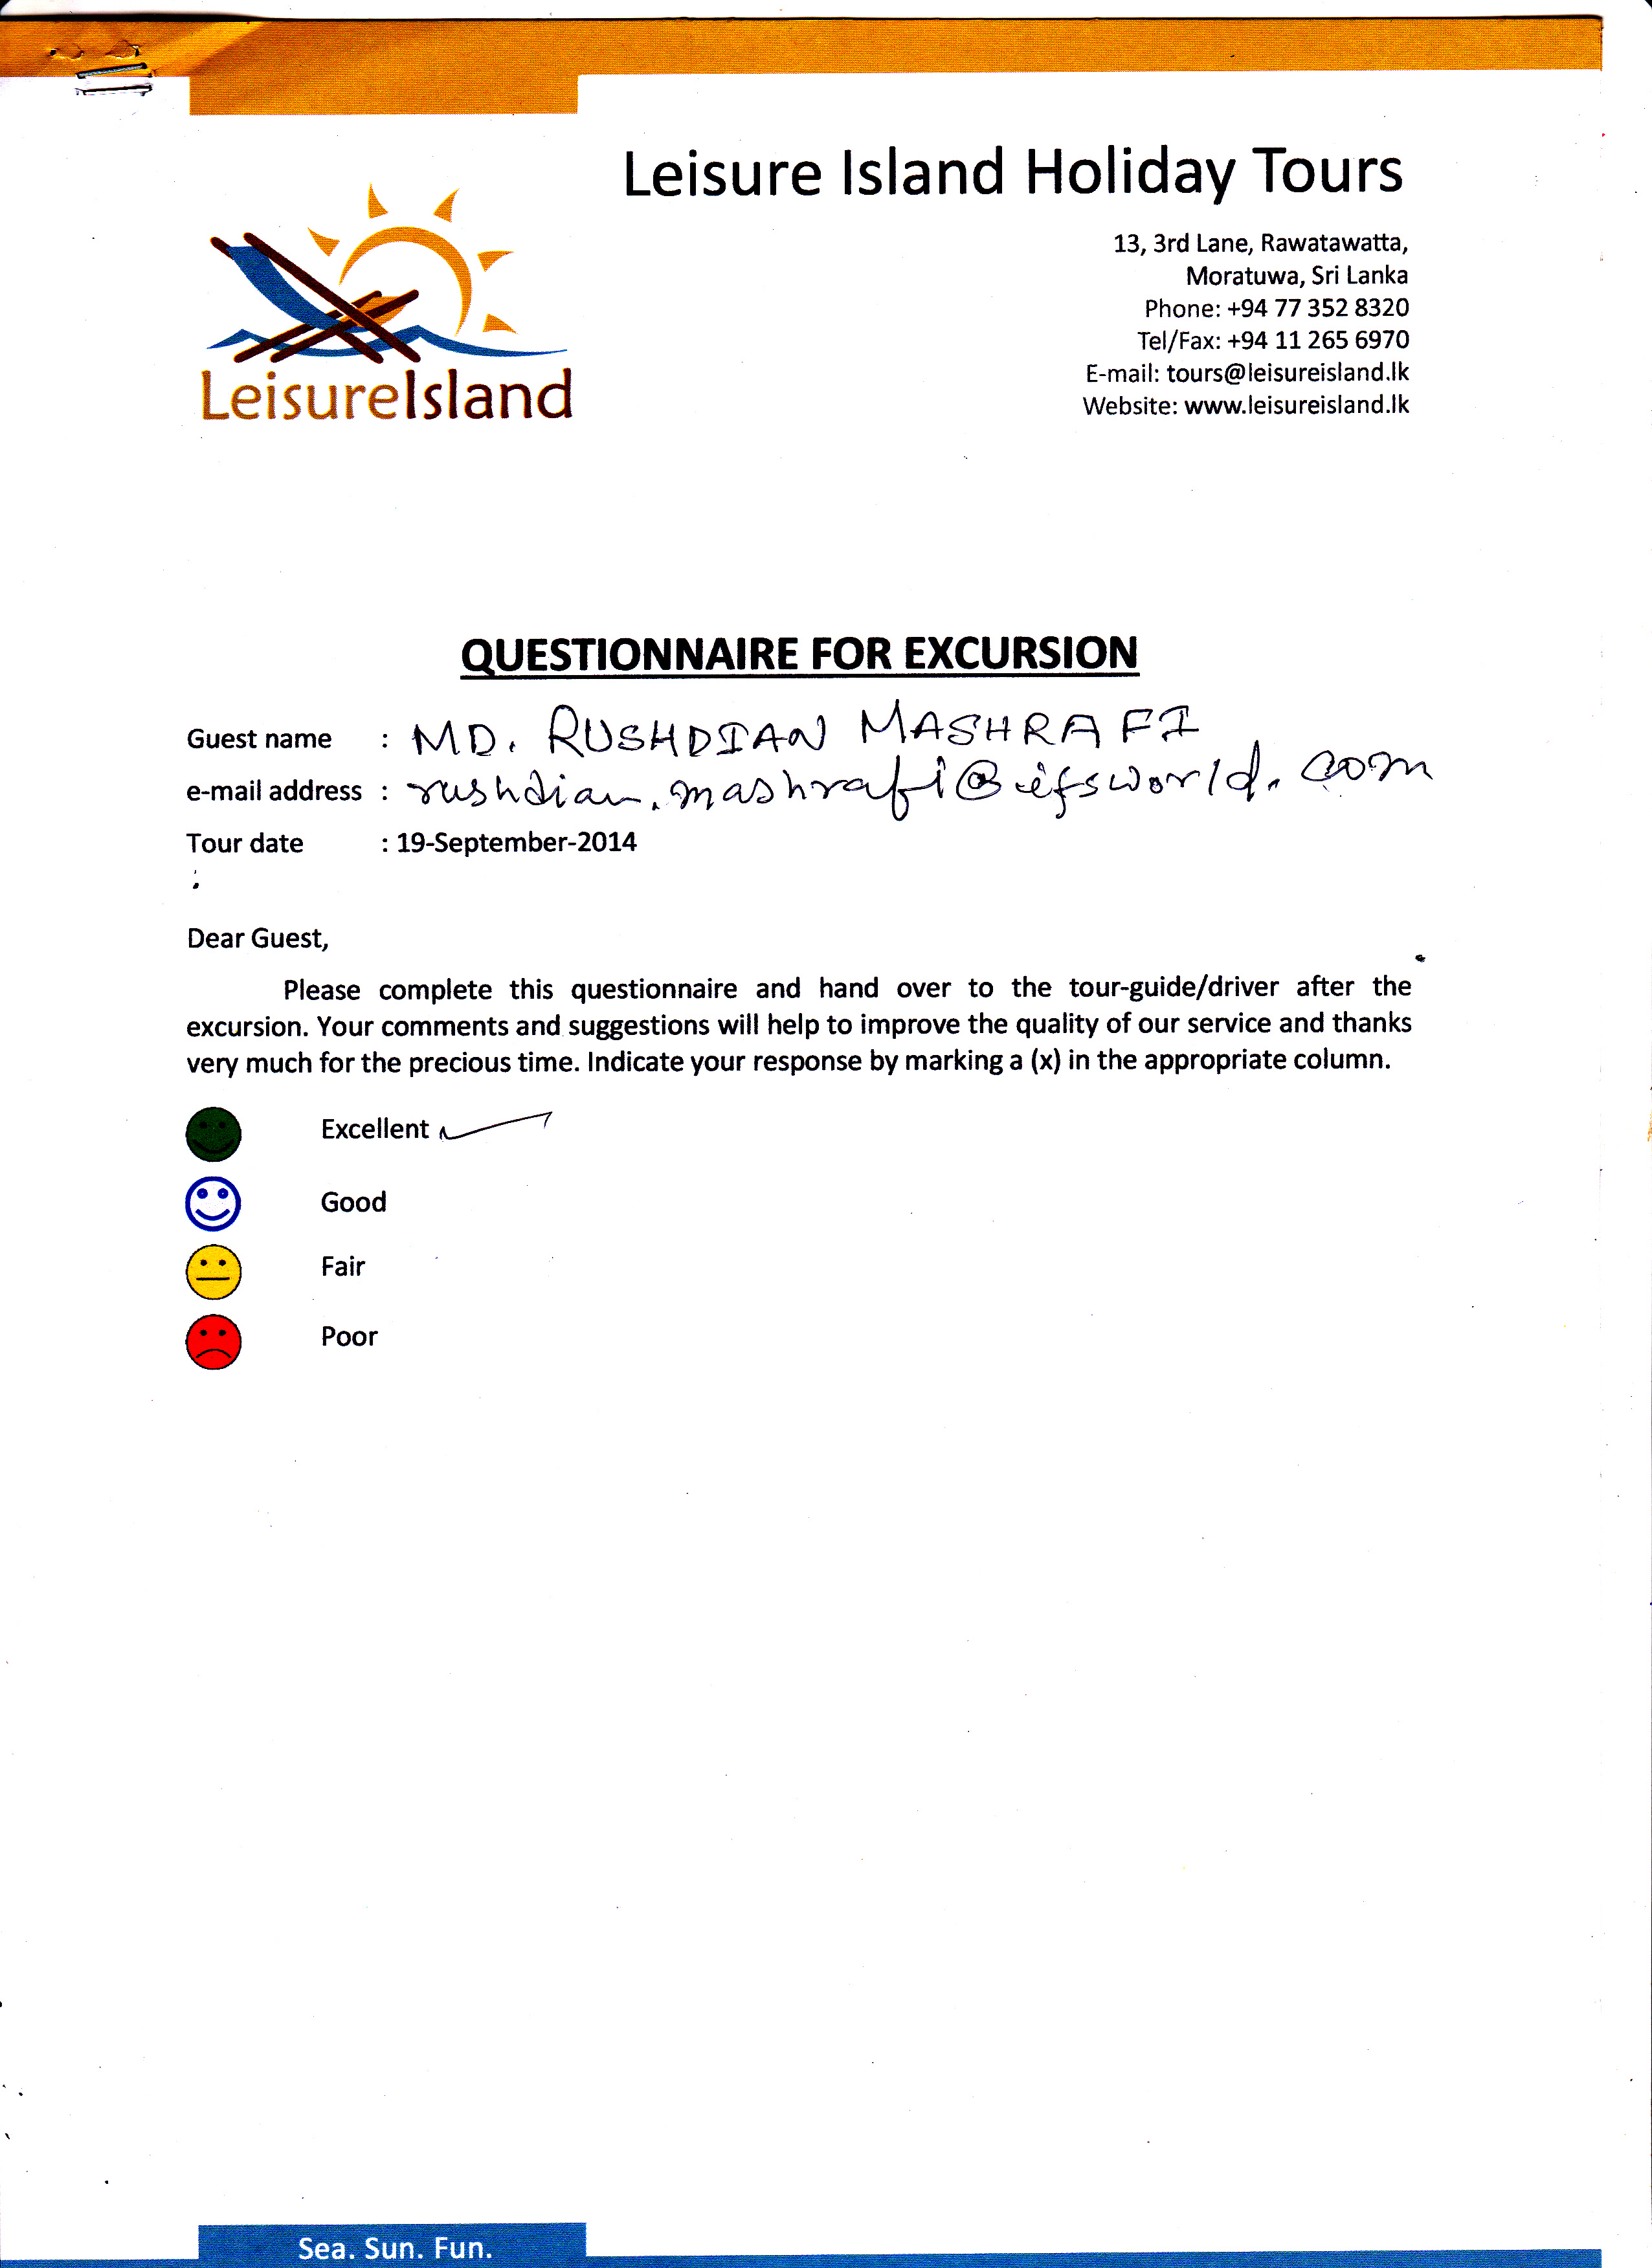 Leisure Island Holiday Tours
13, 3rd Lane, Rawatawatta,
Moratuwa, Sri Lanka
Phone: +94 77 352 8320
Tel/Fax: +94 11 265 6970
E-mail: tours@leisureisland.lk
Website: www.leisureisland.lk
LeisureIsland
QUESTIONNAIRE FOR EXCURSION
Guest name : MD. RUSHDIAN MASHRAFI
e-mail address : rushdian.mashrafi@efsworld.com
Tour date : 19-September-2014
Dear Guest,
Please complete this questionnaire and hand over to the tour-guide/driver after the
excursion. Your comments and suggestions will help to improve the quality of our service and thanks
very much for the precious time. Indicate your response by marking a (x) in the appropriate column.
Excellent ✓
Good
Fair
Poor
Sea. Sun. Fun.